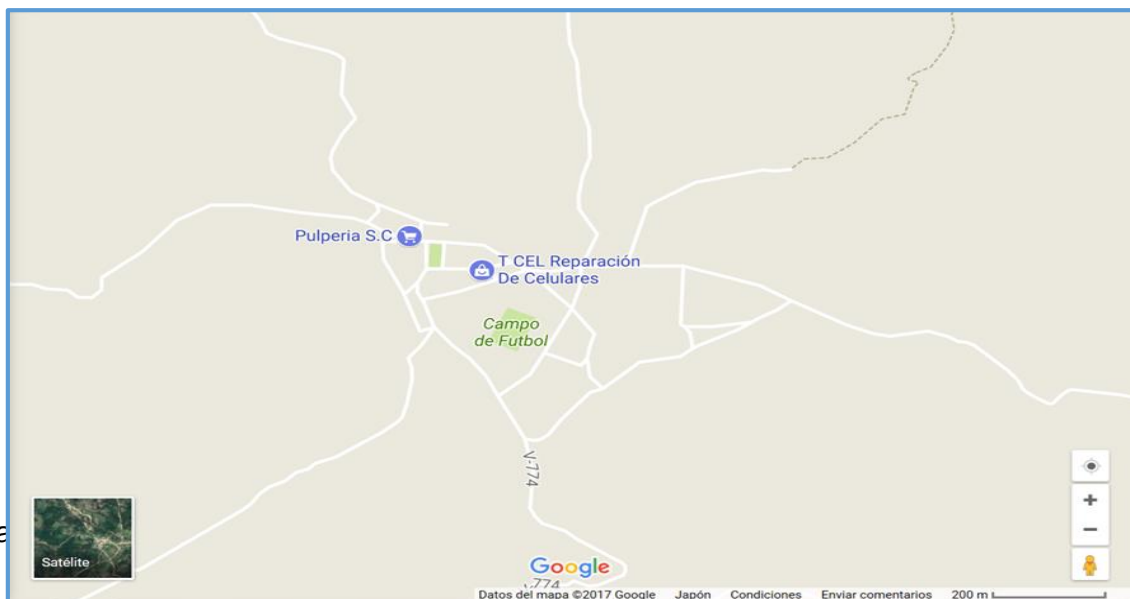 Pulperia S.C
T CEL Reparación
De Celulares
Campo
de Futbol
V-774
Satélite
Google
V-774
Datos del mapa ©2017 Google Japón Condiciones Enviar comentarios 200 m